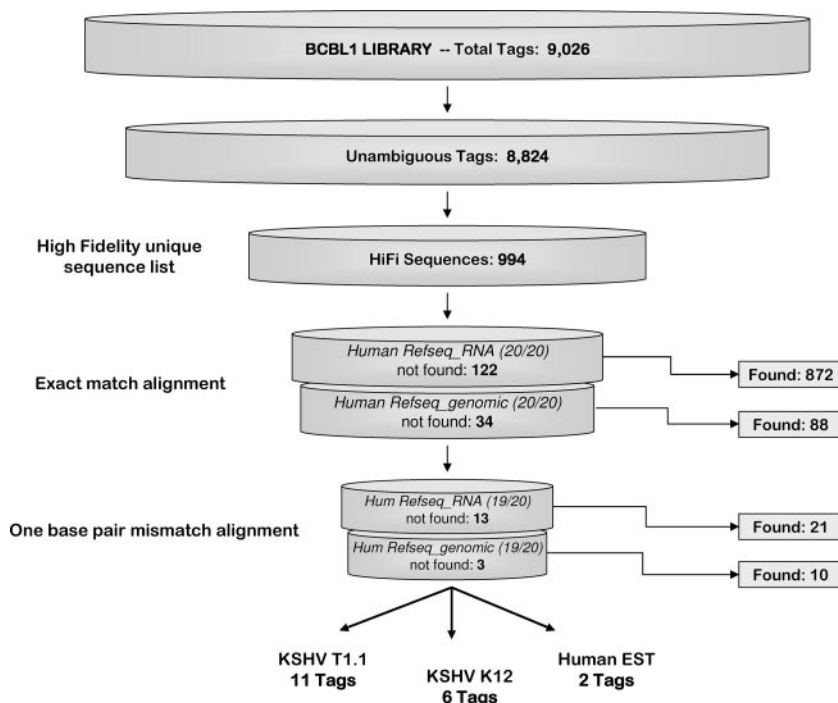 BCBL1 LIBRARY -- Total Tags: 9,026
Unambiguous Tags: 8,824
High Fidelity unique
sequence list
HiFi Sequences: 994
Exact match alignment
Human Refseq_RNA (20/20)
not found: 122
Found: 872
Human Refseq_genomic (20/20)
not found: 34
Found: 88
One base pair mismatch alignment
Hum Refseq_RNA (19/20)
not found: 13
Found: 21
Hum Refseq_genomic (19/20)
not found: 3
Found: 10
KSHV T1.1
11 Tags
KSHV K12
6 Tags
Human EST
2 Tags